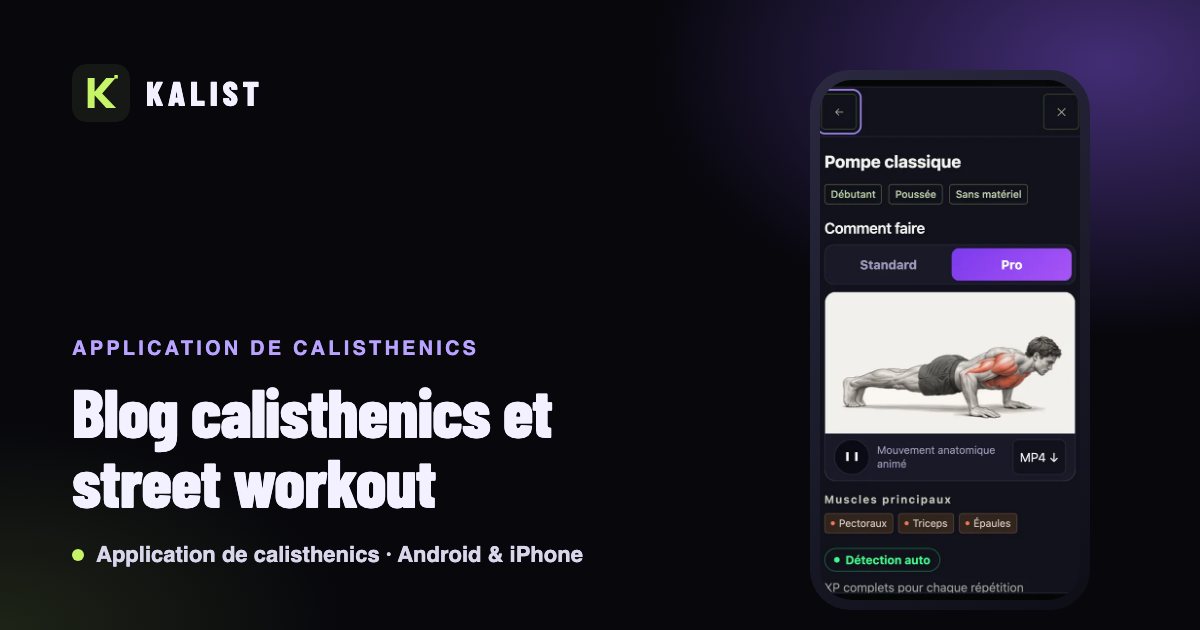 KALIST
APPLICATION DE CALISTHENICS
Blog calisthenics et
street workout
Application de calisthenics · Android & iPhone
Pompe classique
Débutant
Poussée
Sans matériel
Comment faire
Standard
Pro
Mouvement anatomique
animé
MP4 ↓
Muscles principaux
Pectoraux
Triceps
Épaules
Détection auto
XP complets pour chaque répétition